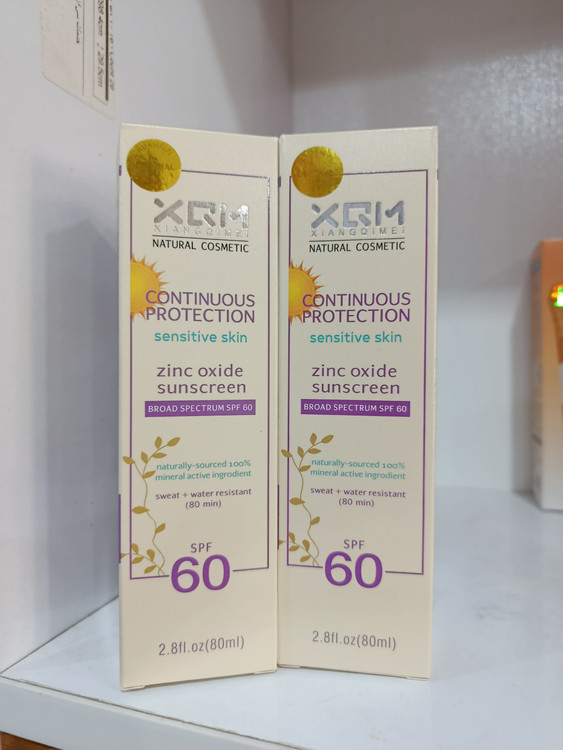 XQM
XIANGQIMEI
NATURAL COSMETIC
CONTINUOUS
PROTECTION
sensitive skin
zinc oxide
sunscreen
BROAD SPECTRUM SPF 60
naturally-sourced 100%
mineral active ingrodient
sweat + water resistant
(80 min)
SPF
60
2.8fl.oz(80ml)
XQM
XIANGQIMEI
NATURAL COSMETIC
CONTINUOUS
PROTECTION
sensitive skin
zinc oxide
sunscreen
BROAD SPECTRUM SPF 60
naturally-sourced 100%
mineral active ingrodient
sweat + water resistant
(80 min)
SPF
60
2.8fl.oz(80ml)